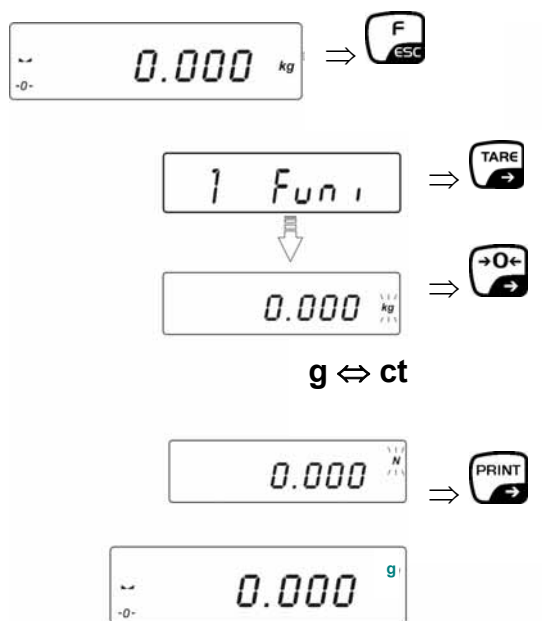 0.000 kg ⇒ F ESC
-0-
1 Funi ⇒ TARE →
0.000 kg ⇒ →0← →
g ⇔ ct
0.000 N ⇒ PRINT →
0.000 g
-0-